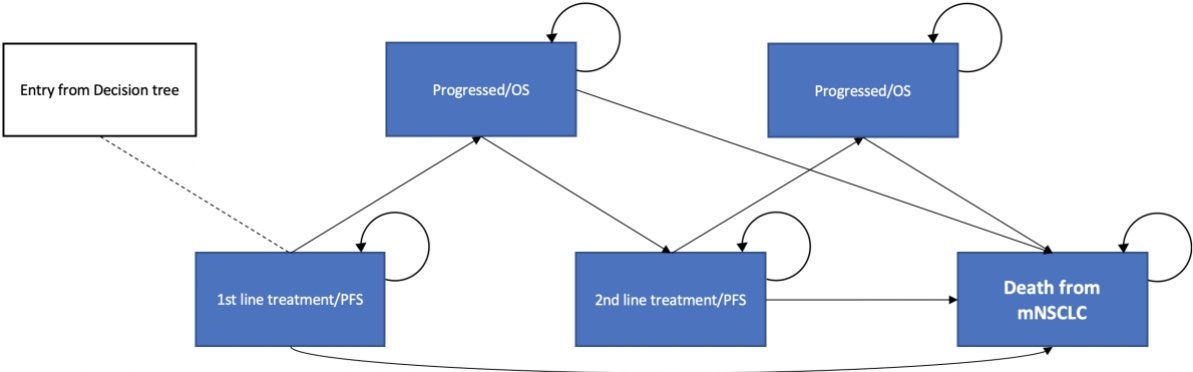 Entry from Decision tree
Progressed/OS
Progressed/OS
1st line treatment/PFS
2nd line treatment/PFS
Death from
mNSCLC